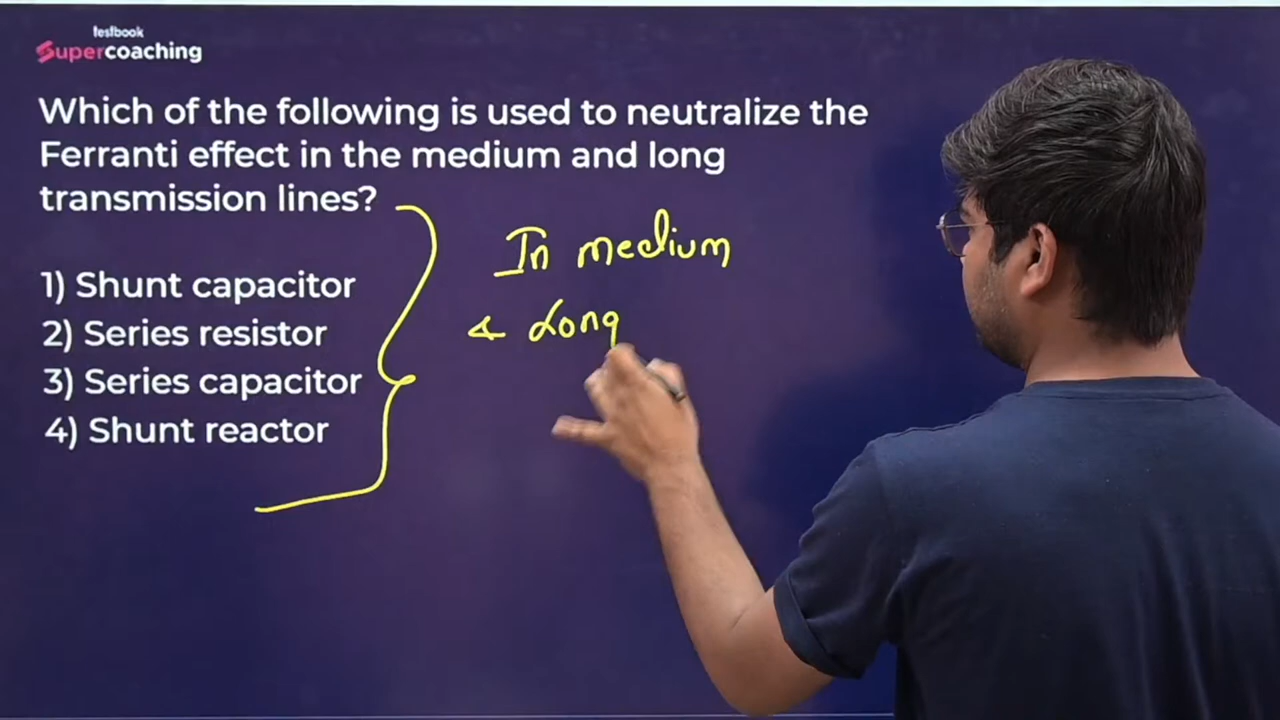 testbook
Supercoaching
Which of the following is used to neutralize the
Ferranti effect in the medium and long
transmission lines?
1) Shunt capacitor
2) Series resistor
3) Series capacitor
4) Shunt reactor
In medium
& Long